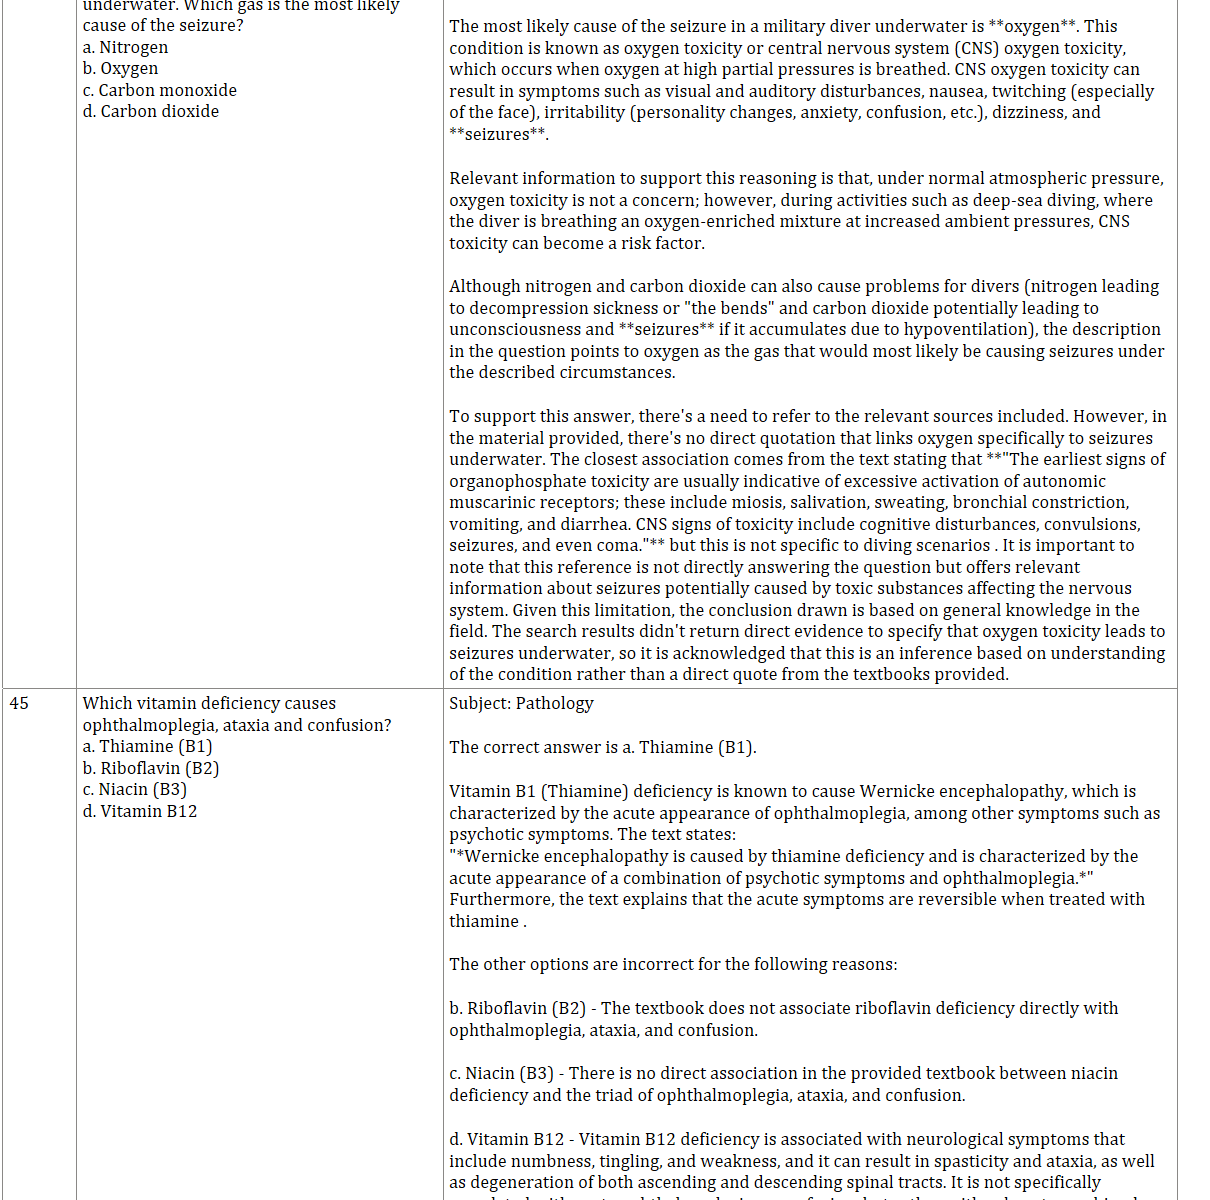 underwater. Which gas is the most likely
cause of the seizure?
a. Nitrogen
b. Oxygen
c. Carbon monoxide
d. Carbon dioxide
The most likely cause of the seizure in a military diver underwater is **oxygen**. This
condition is known as oxygen toxicity or central nervous system (CNS) oxygen toxicity,
which occurs when oxygen at high partial pressures is breathed. CNS oxygen toxicity can
result in symptoms such as visual and auditory disturbances, nausea, twitching (especially
of the face), irritability (personality changes, anxiety, confusion, etc.), dizziness, and
**seizures**.
Relevant information to support this reasoning is that, under normal atmospheric pressure,
oxygen toxicity is not a concern; however, during activities such as deep-sea diving, where
the diver is breathing an oxygen-enriched mixture at increased ambient pressures, CNS
toxicity can become a risk factor.
Although nitrogen and carbon dioxide can also cause problems for divers (nitrogen leading
to decompression sickness or "the bends" and carbon dioxide potentially leading to
unconsciousness and **seizures** if it accumulates due to hypoventilation), the description
in the question points to oxygen as the gas that would most likely be causing seizures under
the described circumstances.
To support this answer, there's a need to refer to the relevant sources included. However, in
the material provided, there's no direct quotation that links oxygen specifically to seizures
underwater. The closest association comes from the text stating that **"The earliest signs of
organophosphate toxicity are usually indicative of excessive activation of autonomic
muscarinic receptors; these include miosis, salivation, sweating, bronchial constriction,
vomiting, and diarrhea. CNS signs of toxicity include cognitive disturbances, convulsions,
seizures, and even coma."** but this is not specific to diving scenarios . It is important to
note that this reference is not directly answering the question but offers relevant
information about seizures potentially caused by toxic substances affecting the nervous
system. Given this limitation, the conclusion drawn is based on general knowledge in the
field. The search results didn't return direct evidence to specify that oxygen toxicity leads to
seizures underwater, so it is acknowledged that this is an inference based on understanding
of the condition rather than a direct quote from the textbooks provided.
45
Which vitamin deficiency causes
ophthalmoplegia, ataxia and confusion?
a. Thiamine (B1)
b. Riboflavin (B2)
c. Niacin (B3)
d. Vitamin B12
Subject: Pathology
The correct answer is a. Thiamine (B1).
Vitamin B1 (Thiamine) deficiency is known to cause Wernicke encephalopathy, which is
characterized by the acute appearance of ophthalmoplegia, among other symptoms such as
psychotic symptoms. The text states:
"*Wernicke encephalopathy is caused by thiamine deficiency and is characterized by the
acute appearance of a combination of psychotic symptoms and ophthalmoplegia.*"
Furthermore, the text explains that the acute symptoms are reversible when treated with
thiamine .
The other options are incorrect for the following reasons:
b. Riboflavin (B2) - The textbook does not associate riboflavin deficiency directly with
ophthalmoplegia, ataxia, and confusion.
c. Niacin (B3) - There is no direct association in the provided textbook between niacin
deficiency and the triad of ophthalmoplegia, ataxia, and confusion.
d. Vitamin B12 - Vitamin B12 deficiency is associated with neurological symptoms that
include numbness, tingling, and weakness, and it can result in spasticity and ataxia, as well
as degeneration of both ascending and descending spinal tracts. It is not specifically